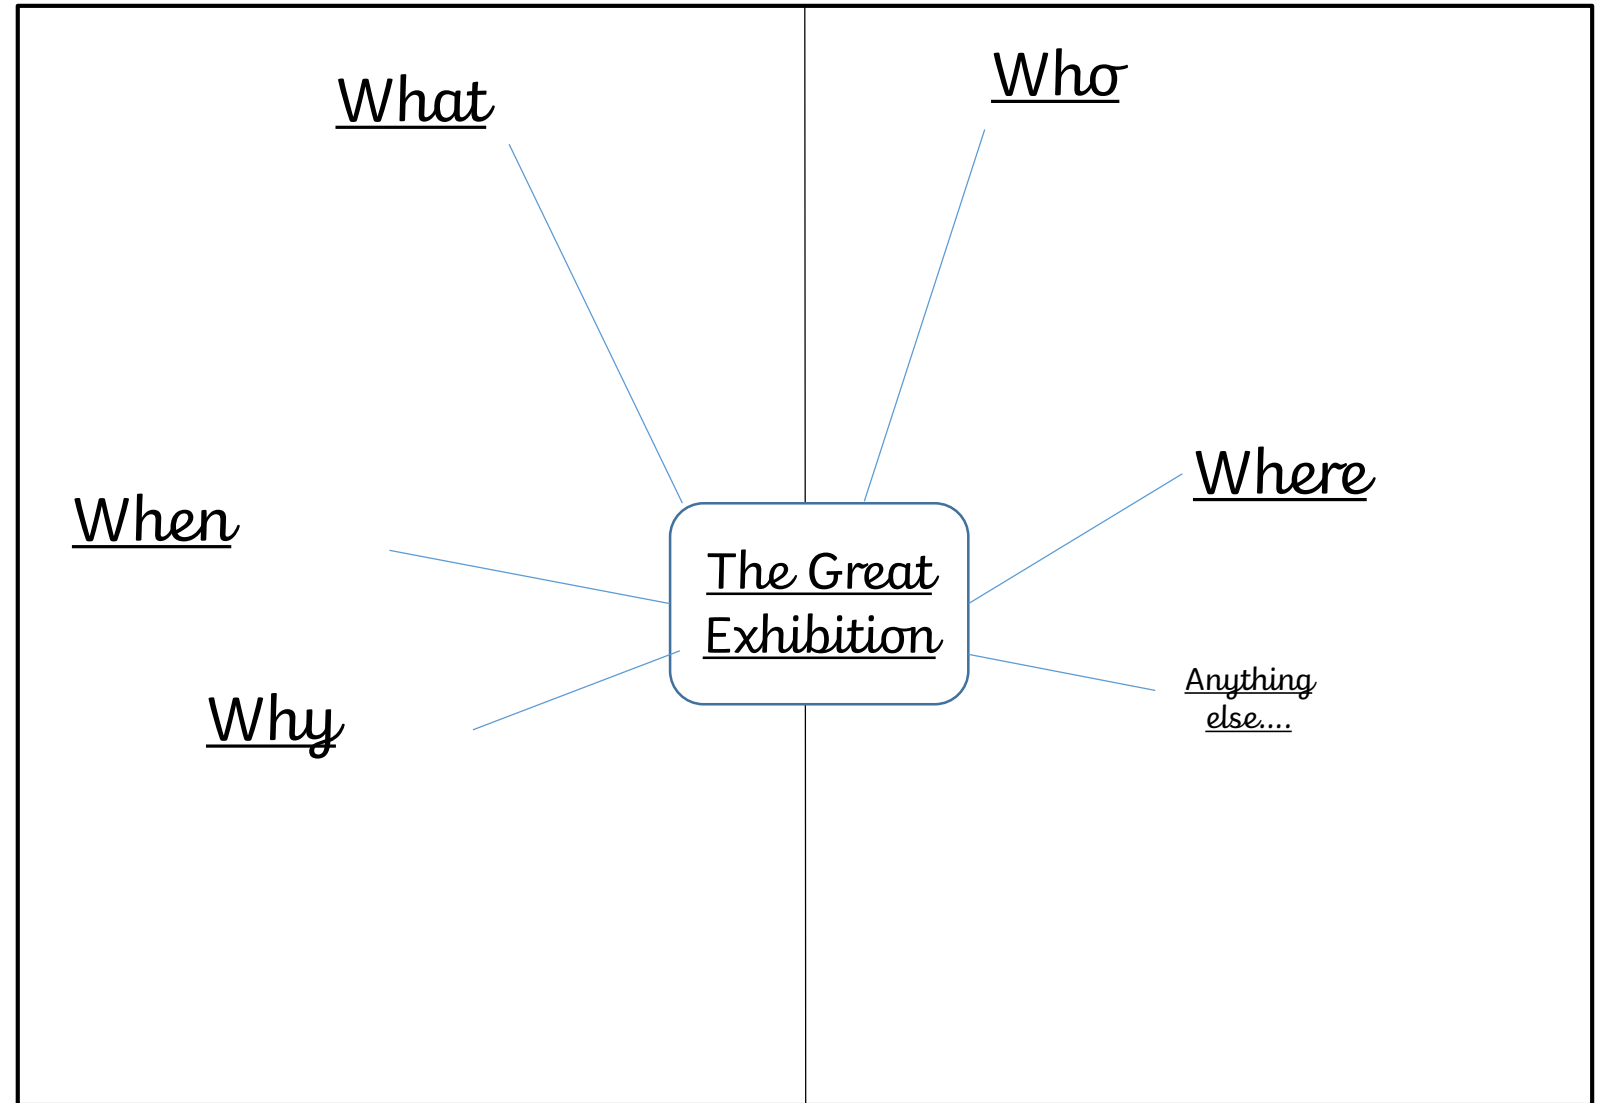 What
Who
When
Where
The Great
Exhibition
Why
Anything
else....